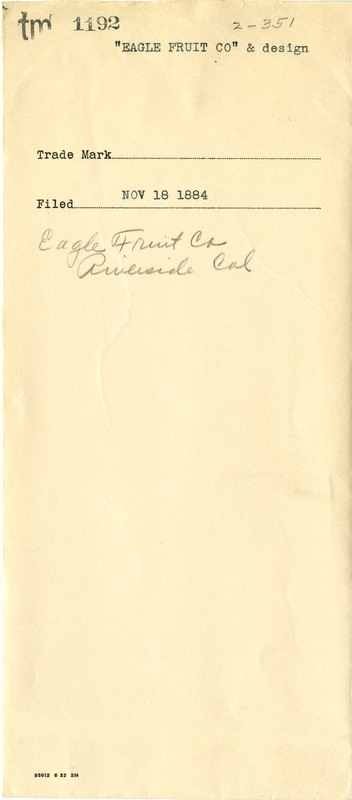 tm 1192 2-351
"EAGLE FRUIT CO" & design
Trade Mark
NOV 18 1884
Filed
Eagle Fruit Co
Riverside Cal
95612 6 32 2M